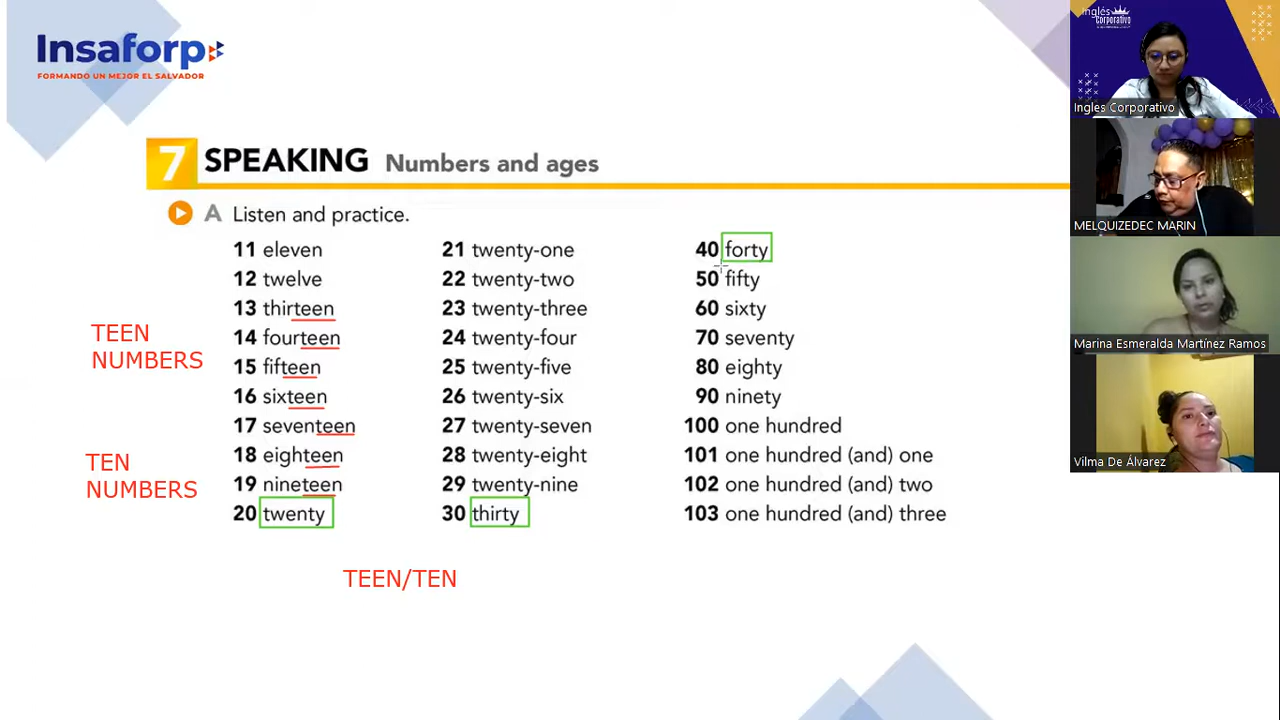 Insaforp
FORMANDO UN MEJOR EL SALVADOR
7 SPEAKING Numbers and ages
A Listen and practice.
11 eleven
12 twelve
13 thirteen
14 fourteen
15 fifteen
16 sixteen
17 seventeen
18 eighteen
19 nineteen
20 twenty
21 twenty-one
22 twenty-two
23 twenty-three
24 twenty-four
25 twenty-five
26 twenty-six
27 twenty-seven
28 twenty-eight
29 twenty-nine
30 thirty
40 forty
50 fifty
60 sixty
70 seventy
80 eighty
90 ninety
100 one hundred
101 one hundred (and) one
102 one hundred (and) two
103 one hundred (and) three
TEEN
NUMBERS
TEN
NUMBERS
TEEN/TEN
Inglés
Corporativo
Ingles Corporativo
MELQUIZEDEC MARIN
Marina Esmeralda Martínez Ramos
Vilma De Álvarez